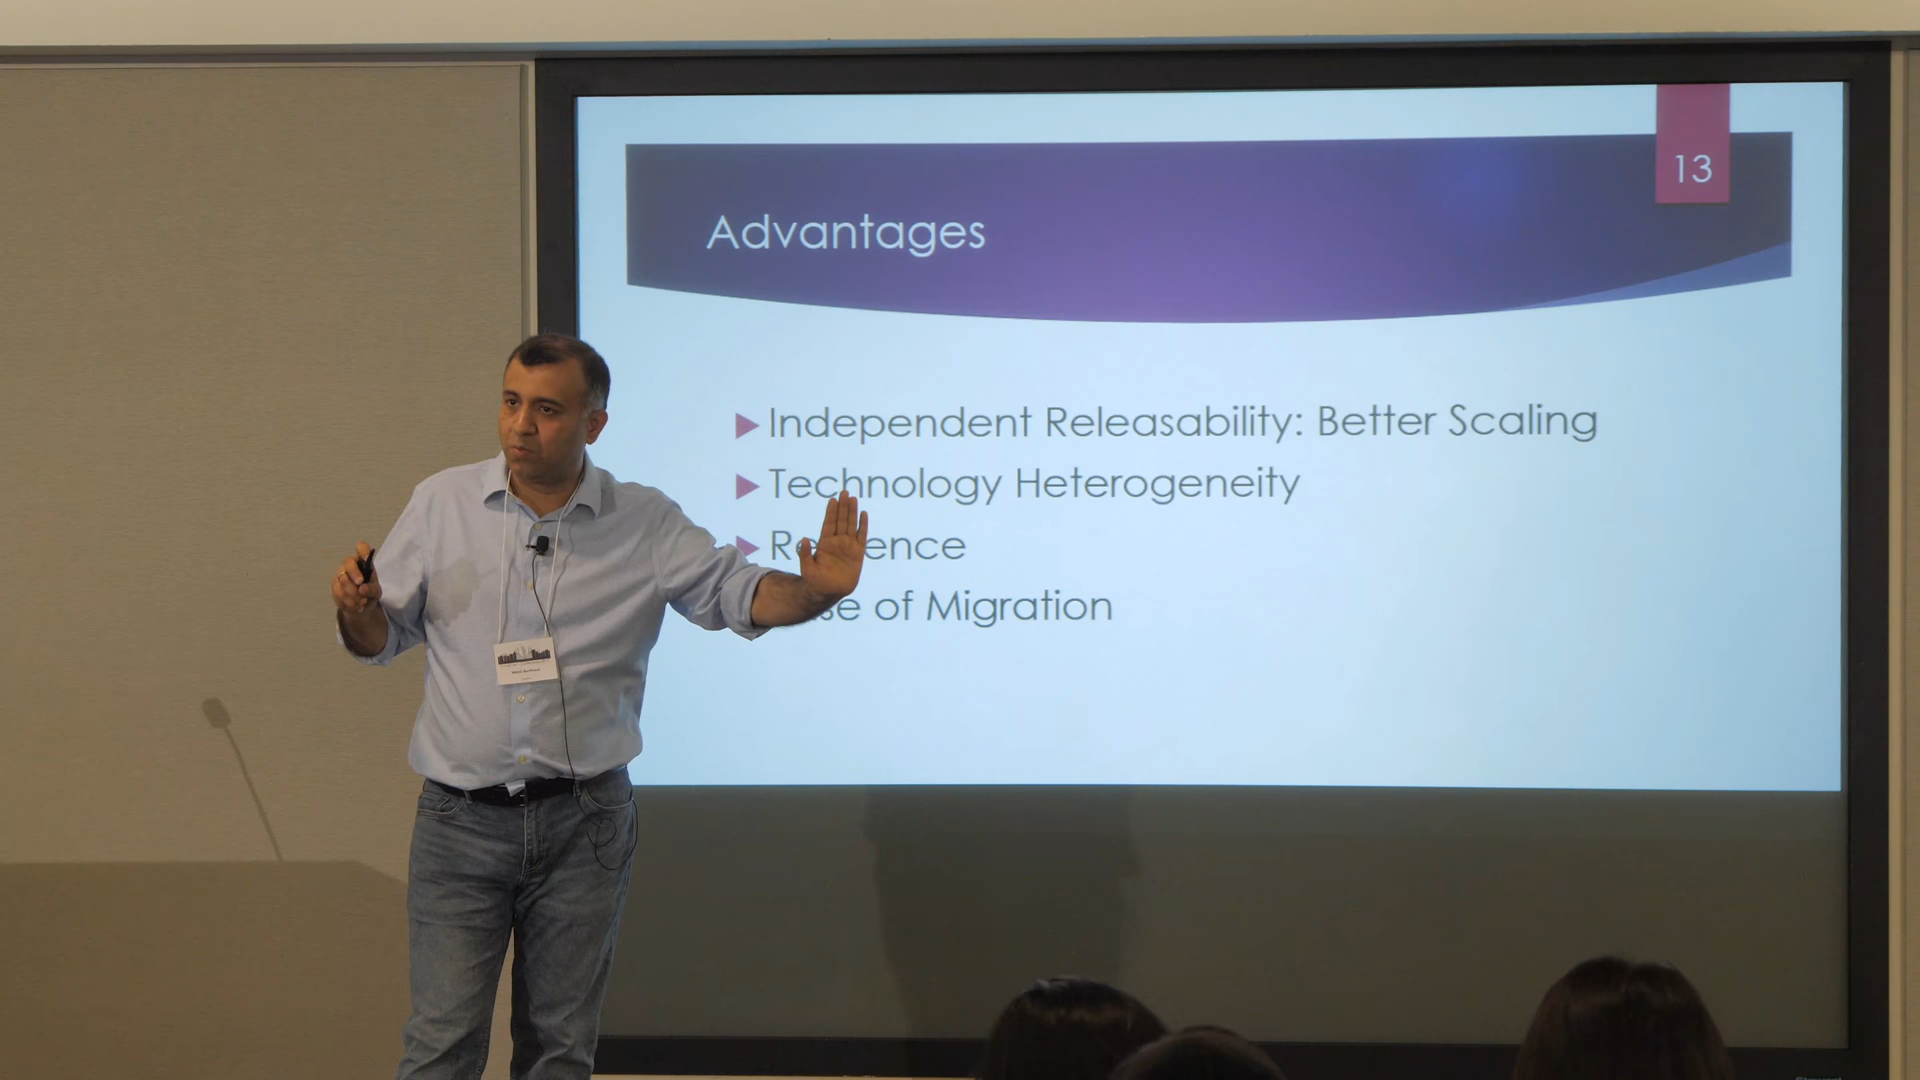 13
Advantages
Independent Releasability: Better Scaling
Technology Heterogeneity
of Migration